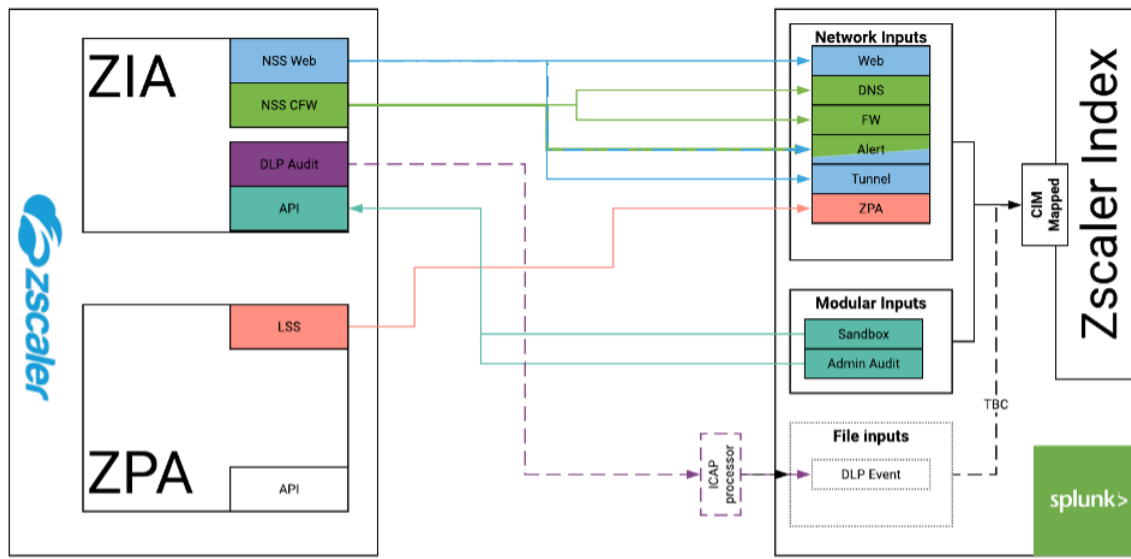 ZIA
NSS Web
NSS CFW
DLP Audit
API
zscaler
ZPA
LSS
API
Network Inputs
Web
DNS
FW
Alert
Tunnel
ZPA
Modular Inputs
Sandbox
Admin Audit
ICAP
processor
File inputs
DLP Event
TBC
CIM
Mapped
Zscaler Index
splunk>